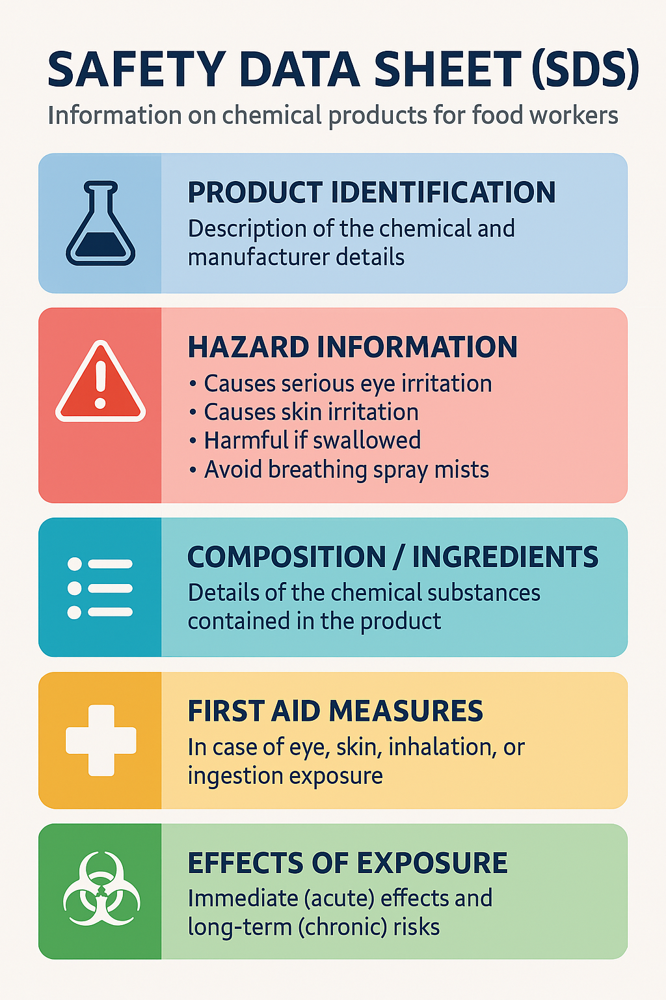 SAFETY DATA SHEET (SDS)
Information on chemical products for food workers
PRODUCT IDENTIFICATION
Description of the chemical and
manufacturer details
HAZARD INFORMATION
• Causes serious eye irritation
• Causes skin irritation
• Harmful if swallowed
• Avoid breathing spray mists
COMPOSITION / INGREDIENTS
Details of the chemical substances
contained in the product
FIRST AID MEASURES
In case of eye, skin, inhalation, or
ingestion exposure
EFFECTS OF EXPOSURE
Immediate (acute) effects and
long-term (chronic) risks